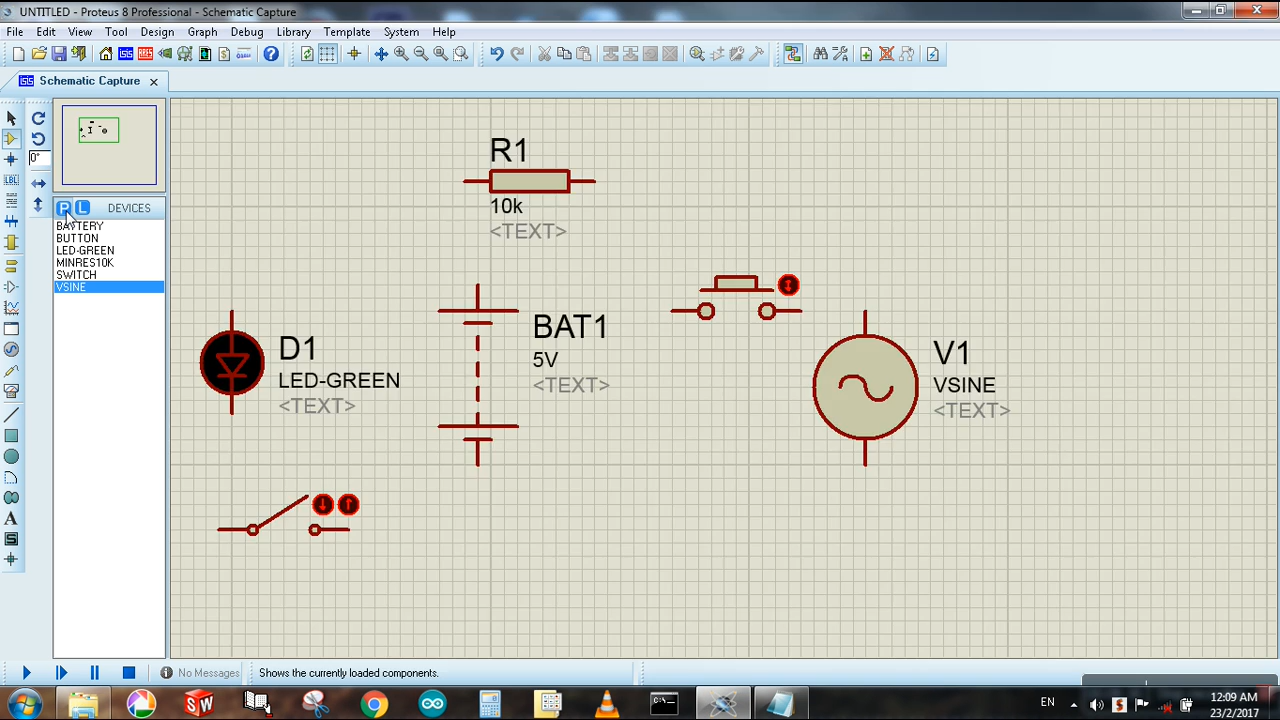 UNTITLED - Proteus 8 Professional - Schematic Capture
File Edit View Tool Design Graph Debug Library Template System Help
Schematic Capture
0°
LBL
P L DEVICES
BATTERY
BUTTON
LED-GREEN
MINRES10K
SWITCH
VSINE
R1
10k
<TEXT>
BAT1
5V
<TEXT>
D1
LED-GREEN
<TEXT>
V1
VSINE
<TEXT>
No Messages
Shows the currently loaded components.
EN
12:09 AM
23/2/2017